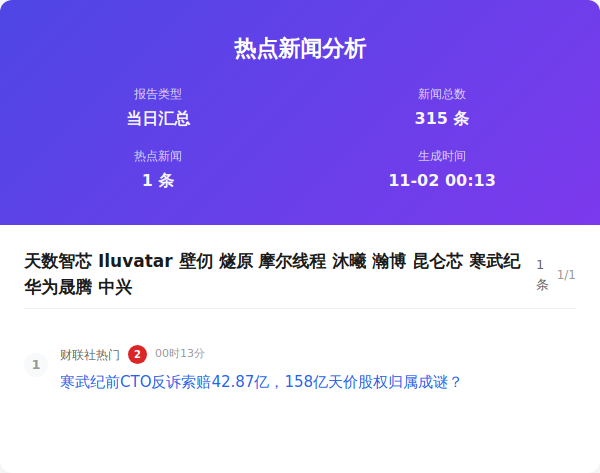 热点新闻分析
报告类型
新闻总数
当日汇总
315 条
热点新闻
生成时间
1 条
11-02 00:13
天数智芯 Iluvatar 壁仞 燧原 摩尔线程 沐曦 瀚博 昆仑芯 寒武纪
华为晟腾 中兴
1
条
1/1
1
财联社热门 2 00时13分
寒武纪前CTO反诉索赔42.87亿，158亿天价股权归属成谜？